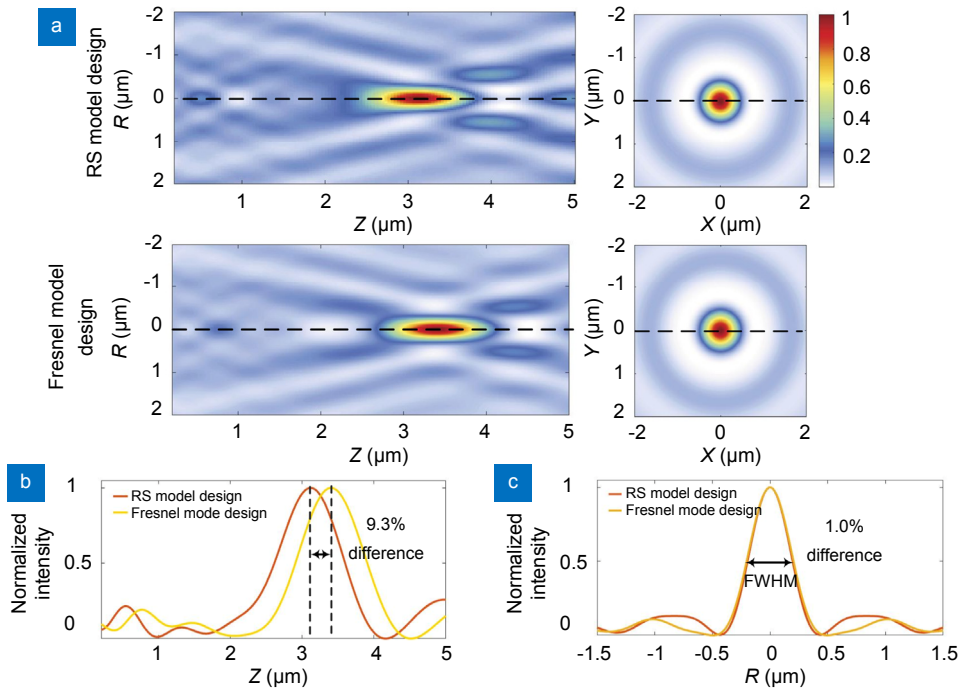 a
RS model design
R (µm)
-2
-1
0
1
2
1
2
3
4
5
Z (µm)
Y (µm)
-2
-1
0
1
2
-2
0
2
X (µm)
1
0.8
0.6
0.4
0.2
Fresnel model
design
R (µm)
-2
-1
0
1
2
1
2
3
4
5
Z (µm)
Y (µm)
-2
-1
0
1
2
-2
0
2
X (µm)
b
Normalized
intensity
1
0.5
0
RS model design
Fresnel mode design
9.3%
difference
0
1
2
3
4
5
Z (µm)
c
Normalized
intensity
1
0.5
0
RS model design
Fresnel mode design
1.0%
difference
FWHM
-1.5
-1
-0.5
0
0.5
1
1.5
R (µm)